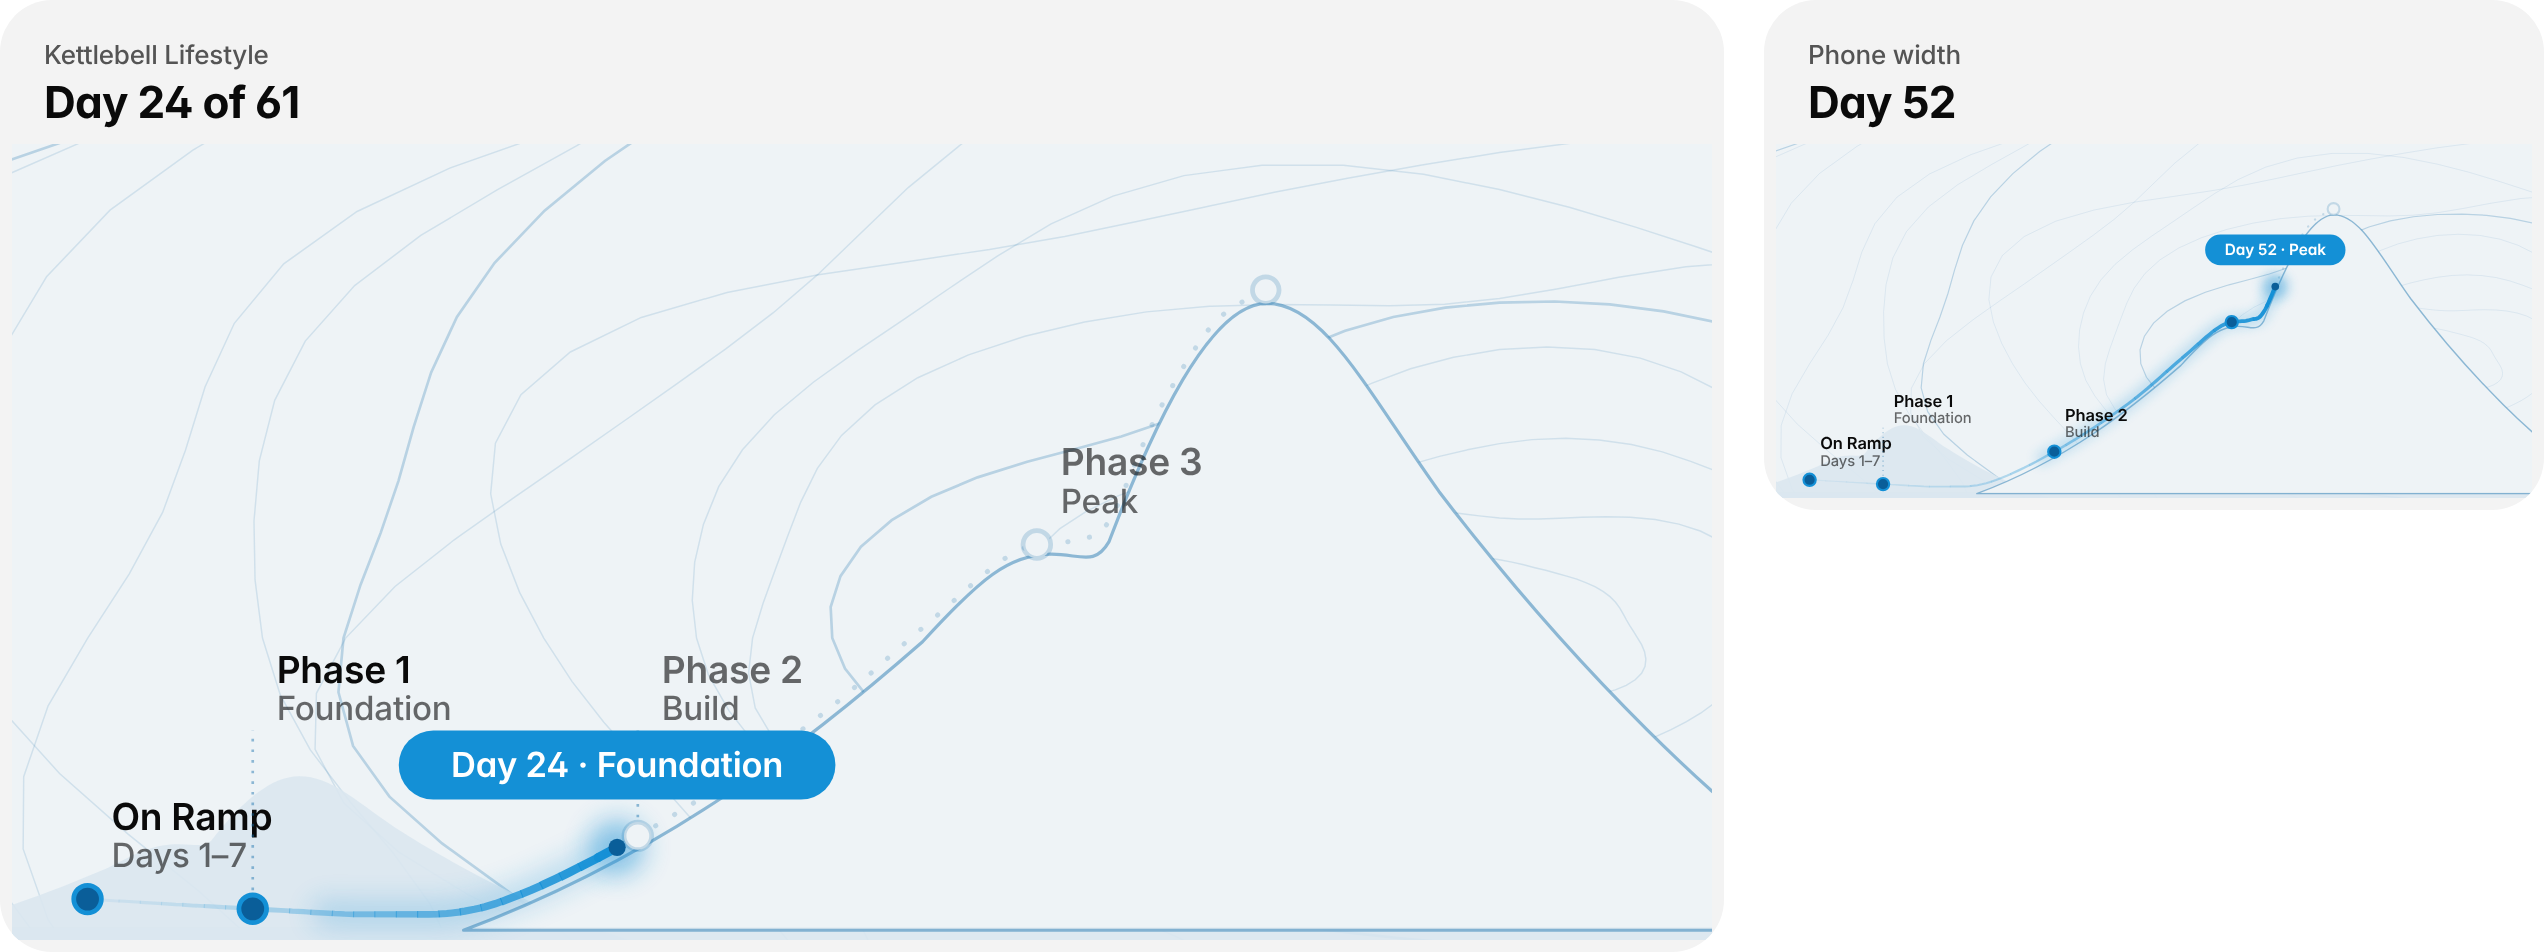 Kettlebell Lifestyle
Day 24 of 61
Phase 3
Peak
Phase 1
Foundation
Phase 2
Build
Day 24 · Foundation
On Ramp
Days 1–7
Phone width
Day 52
Day 52 · Peak
Phase 1
Foundation
Phase 2
Build
On Ramp
Days 1–7